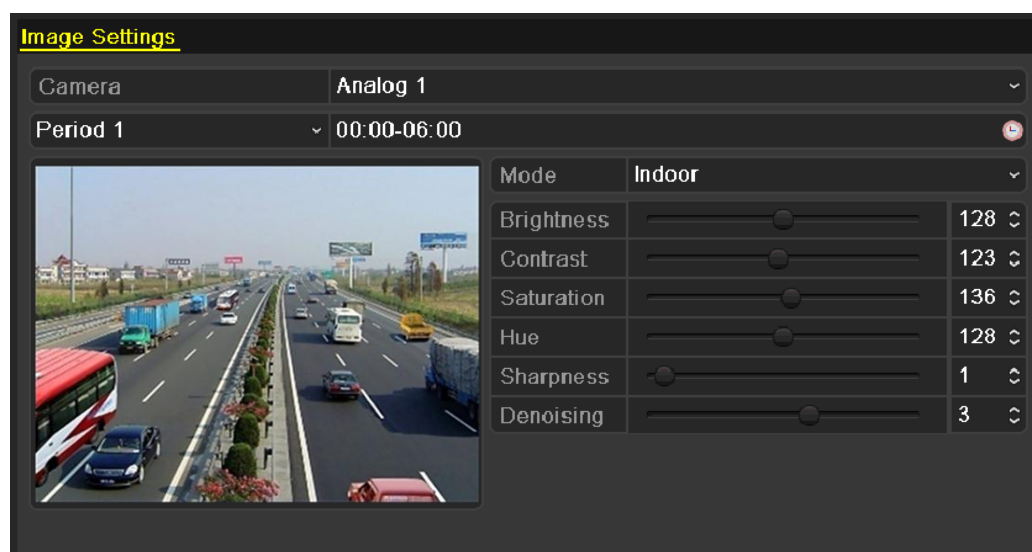 Image Settings
Camera Analog 1
Period 1 00:00-06:00
Mode Indoor
Brightness 128
Contrast 123
Saturation 136
Hue 128
Sharpness 1
Denoising 3